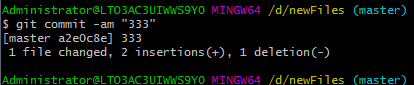 Administrator@LTO3AC3UIWWS9YO MINGW64 /d/newFiles (master)
$ git commit -am "333"
[master a2e0c8e] 333
 1 file changed, 2 insertions(+), 1 deletion(-)
Administrator@LTO3AC3UIWWS9YO MINGW64 /d/newFiles (master)